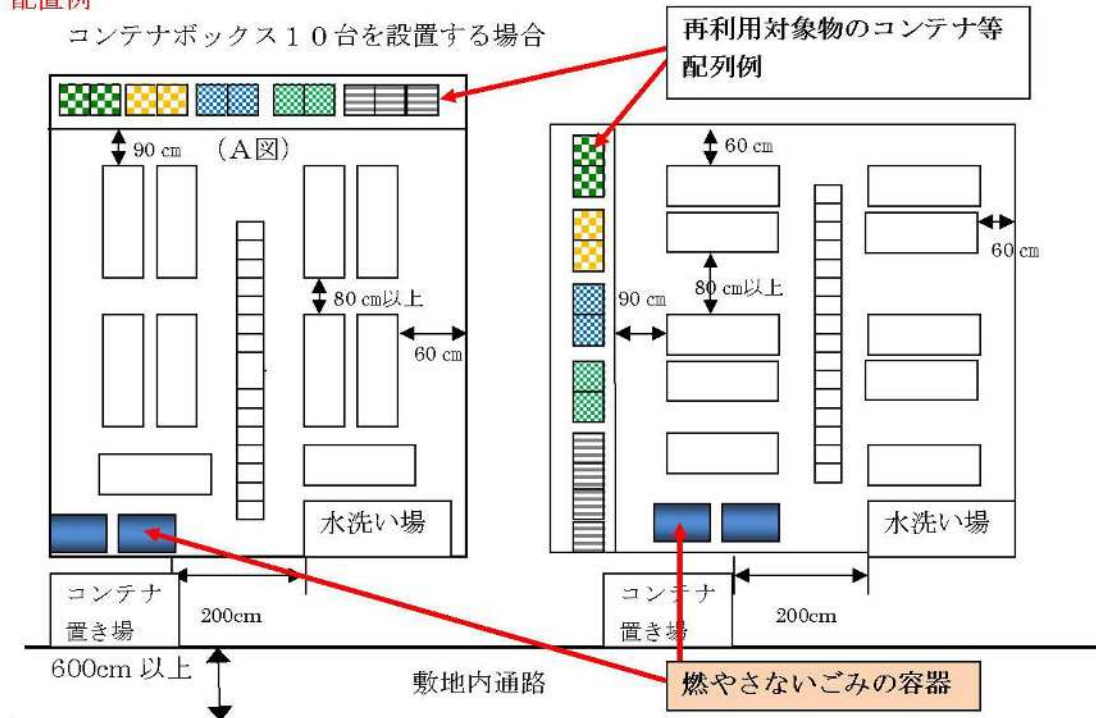 配置例
コンテナボックス１０台を設置する場合
再利用対象物のコンテナ等
配列例
90 cm
(A図)
80 cm以上
60 cm
水洗い場
コンテナ
置き場
200cm
60 cm
60 cm
80 cm以上
90 cm
水洗い場
コンテナ
置き場
200cm
600cm 以上
敷地内通路
燃やさないごみの容器